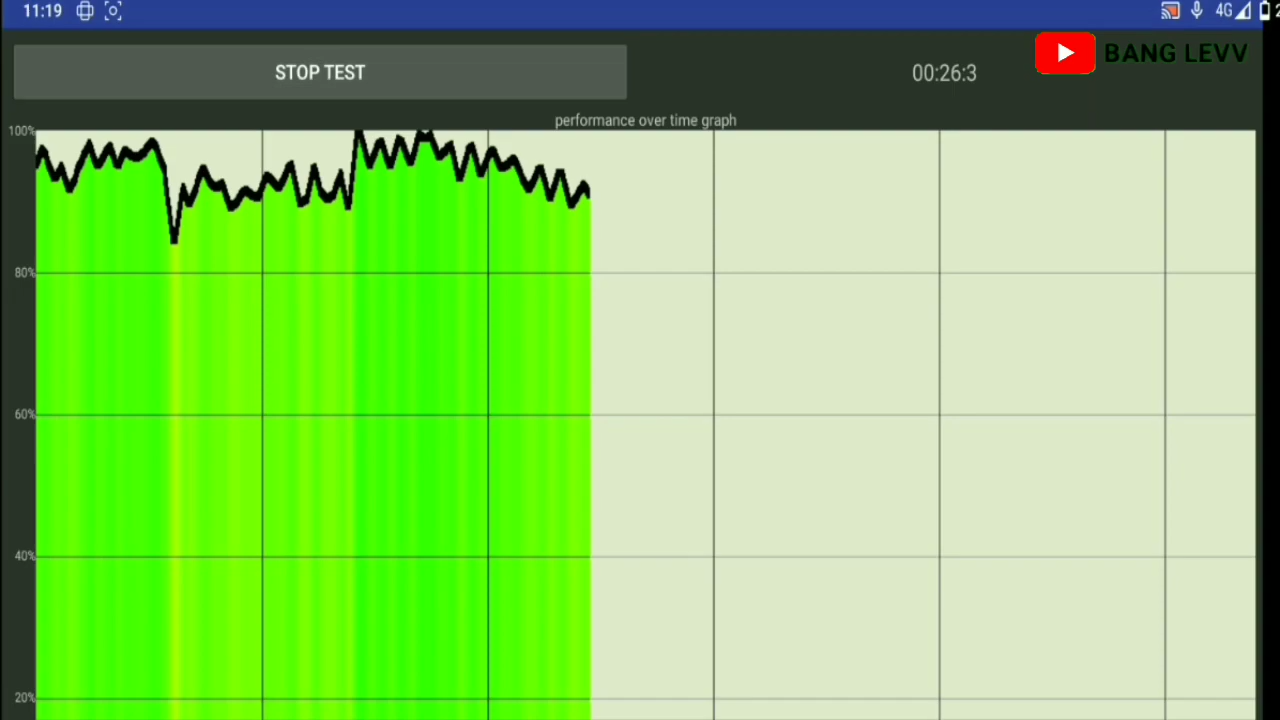 11:19
4G
2
BANG LEVV
STOP TEST
00:26:3
performance over time graph
100%
80%
60%
40%
20%